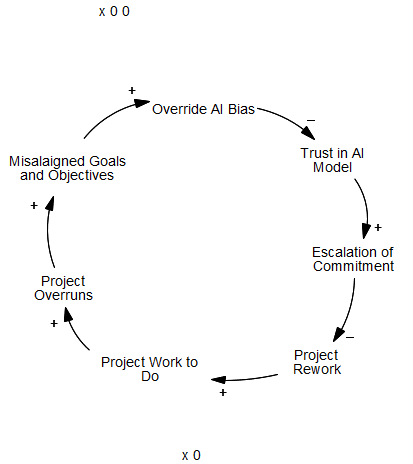 x 0 0
+
Override AI Bias
–
Trust in AI
Model
+
Misalaigned Goals
and Objectives
+
Escalation of
Commitment
Project
Overruns
+
–
Project
Rework
Project Work to
Do
+
x 0